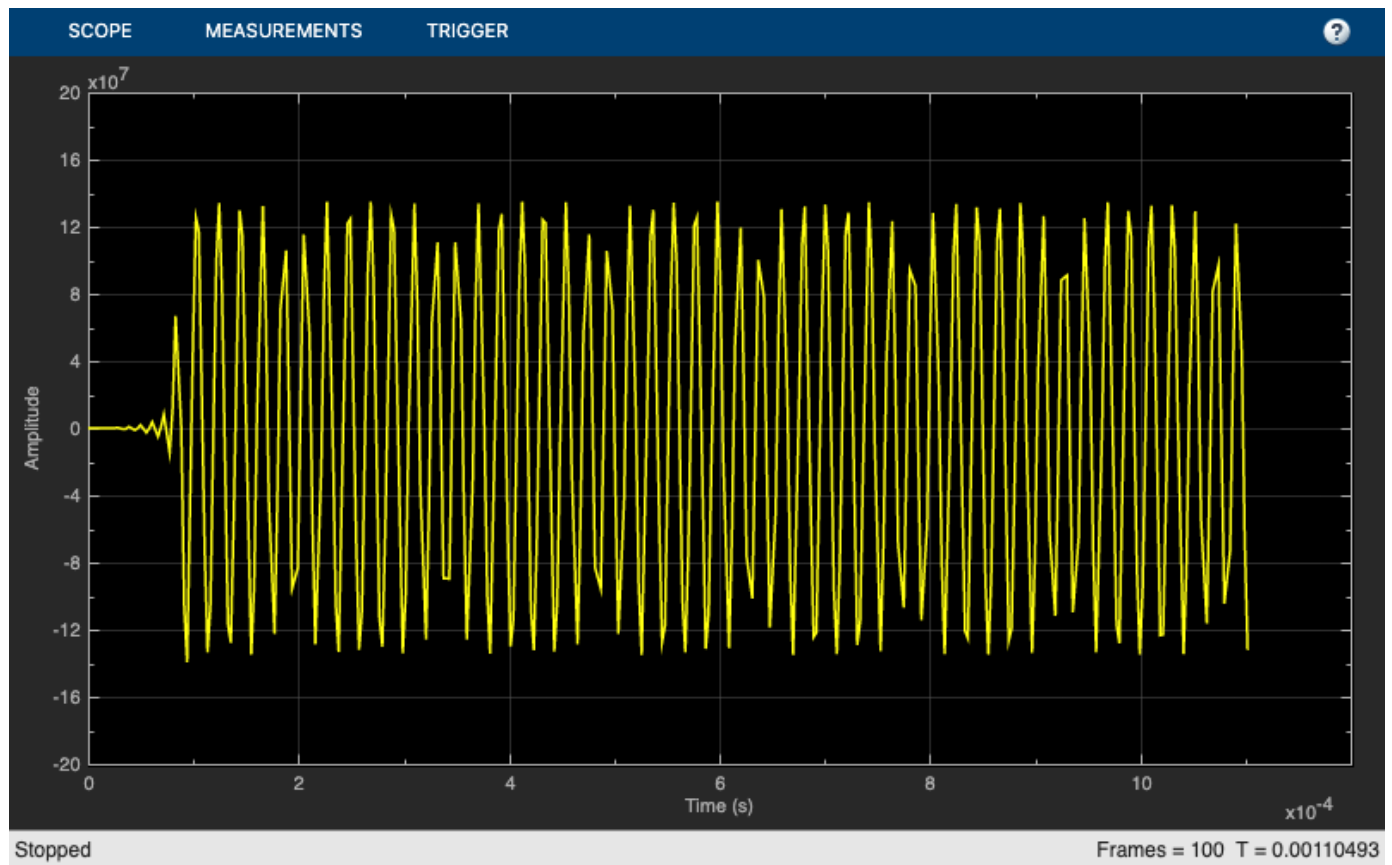 SCOPE MEASUREMENTS TRIGGER ?
x10^7
20
16
12
8
4
0
-4
-8
-12
-16
-20
Amplitude
0 2 4 6 8 10
Time (s)
x10^-4
Stopped Frames = 100 T = 0.00110493